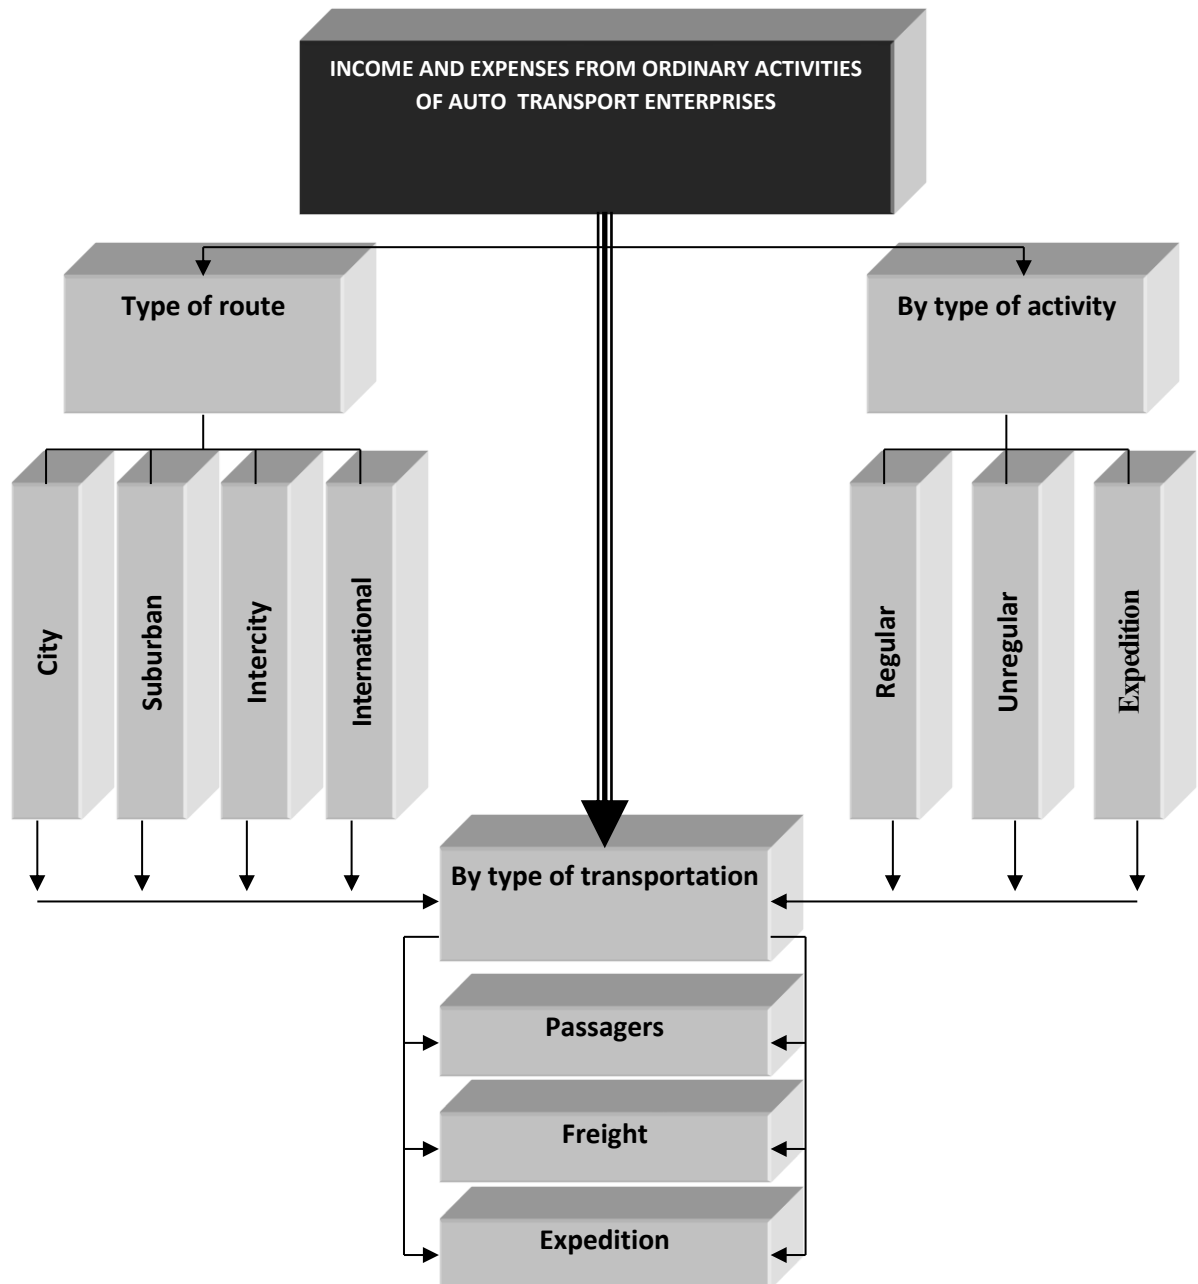 INCOME AND EXPENSES FROM ORDINARY ACTIVITIES
OF AUTO TRANSPORT ENTERPRISES
Type of route
By type of activity
City
Suburban
Intercity
International
Regular
Unregular
Expedition
By type of transportation
Passagers
Freight
Expedition